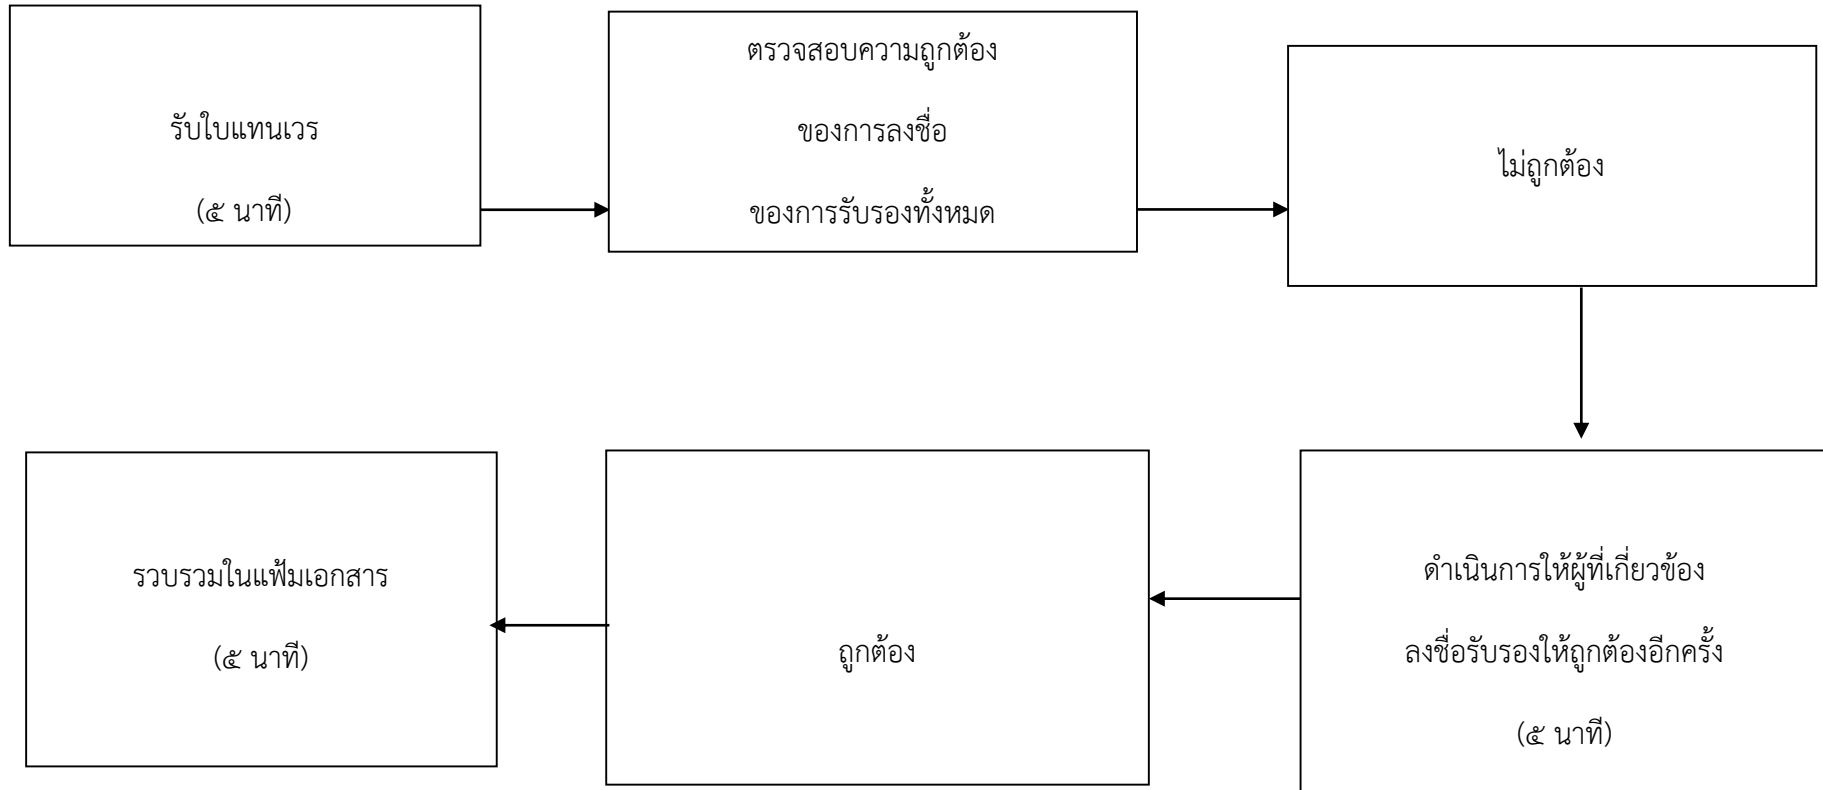 รับใบแทนเวร
(๕ นาที)
ตรวจสอบความถูกต้อง
ของการลงชื่อ
ของการรับรองทั้งหมด
ไม่ถูกต้อง
ดำเนินการให้ผู้ที่เกี่ยวข้อง
ลงชื่อรับรองให้ถูกต้องอีกครั้ง
(๕ นาที)
ถูกต้อง
รวบรวมในแฟ้มเอกสาร
(๕ นาที)